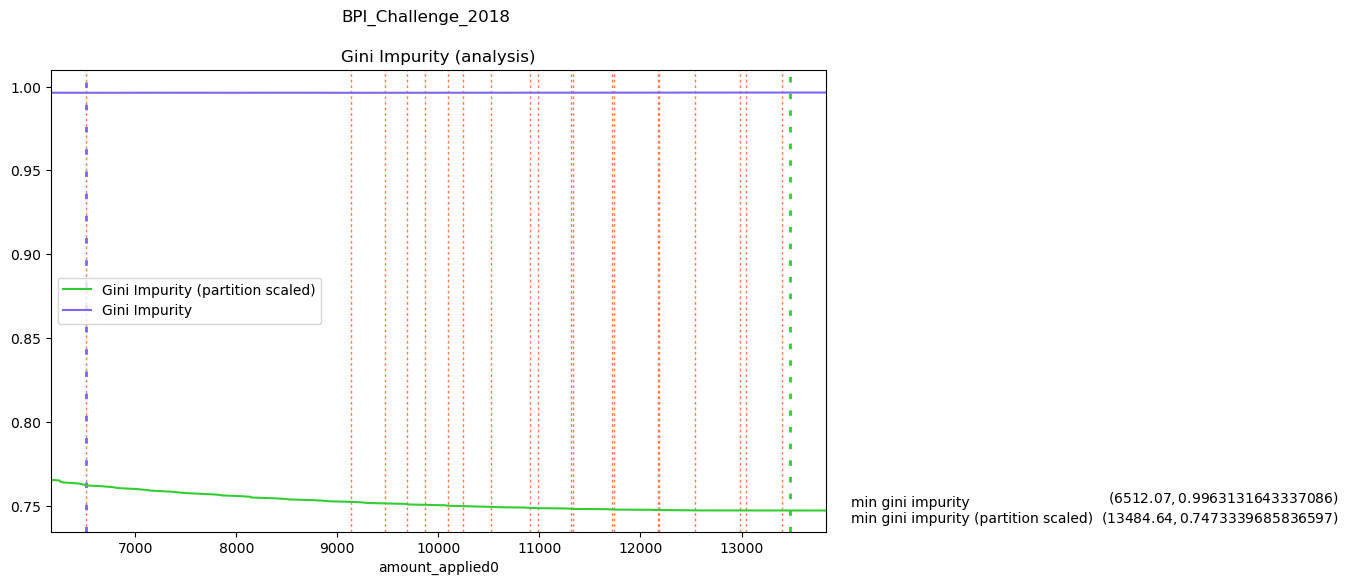 BPI_Challenge_2018
Gini Impurity (analysis)
1.00
0.95
0.90
0.85
0.80
0.75
Gini Impurity (partition scaled)
Gini Impurity
7000 8000 9000 10000 11000 12000 13000
amount_applied0
min gini impurity (6512.07, 0.9963131643337086)
min gini impurity (partition scaled) (13484.64, 0.7473339685836597)